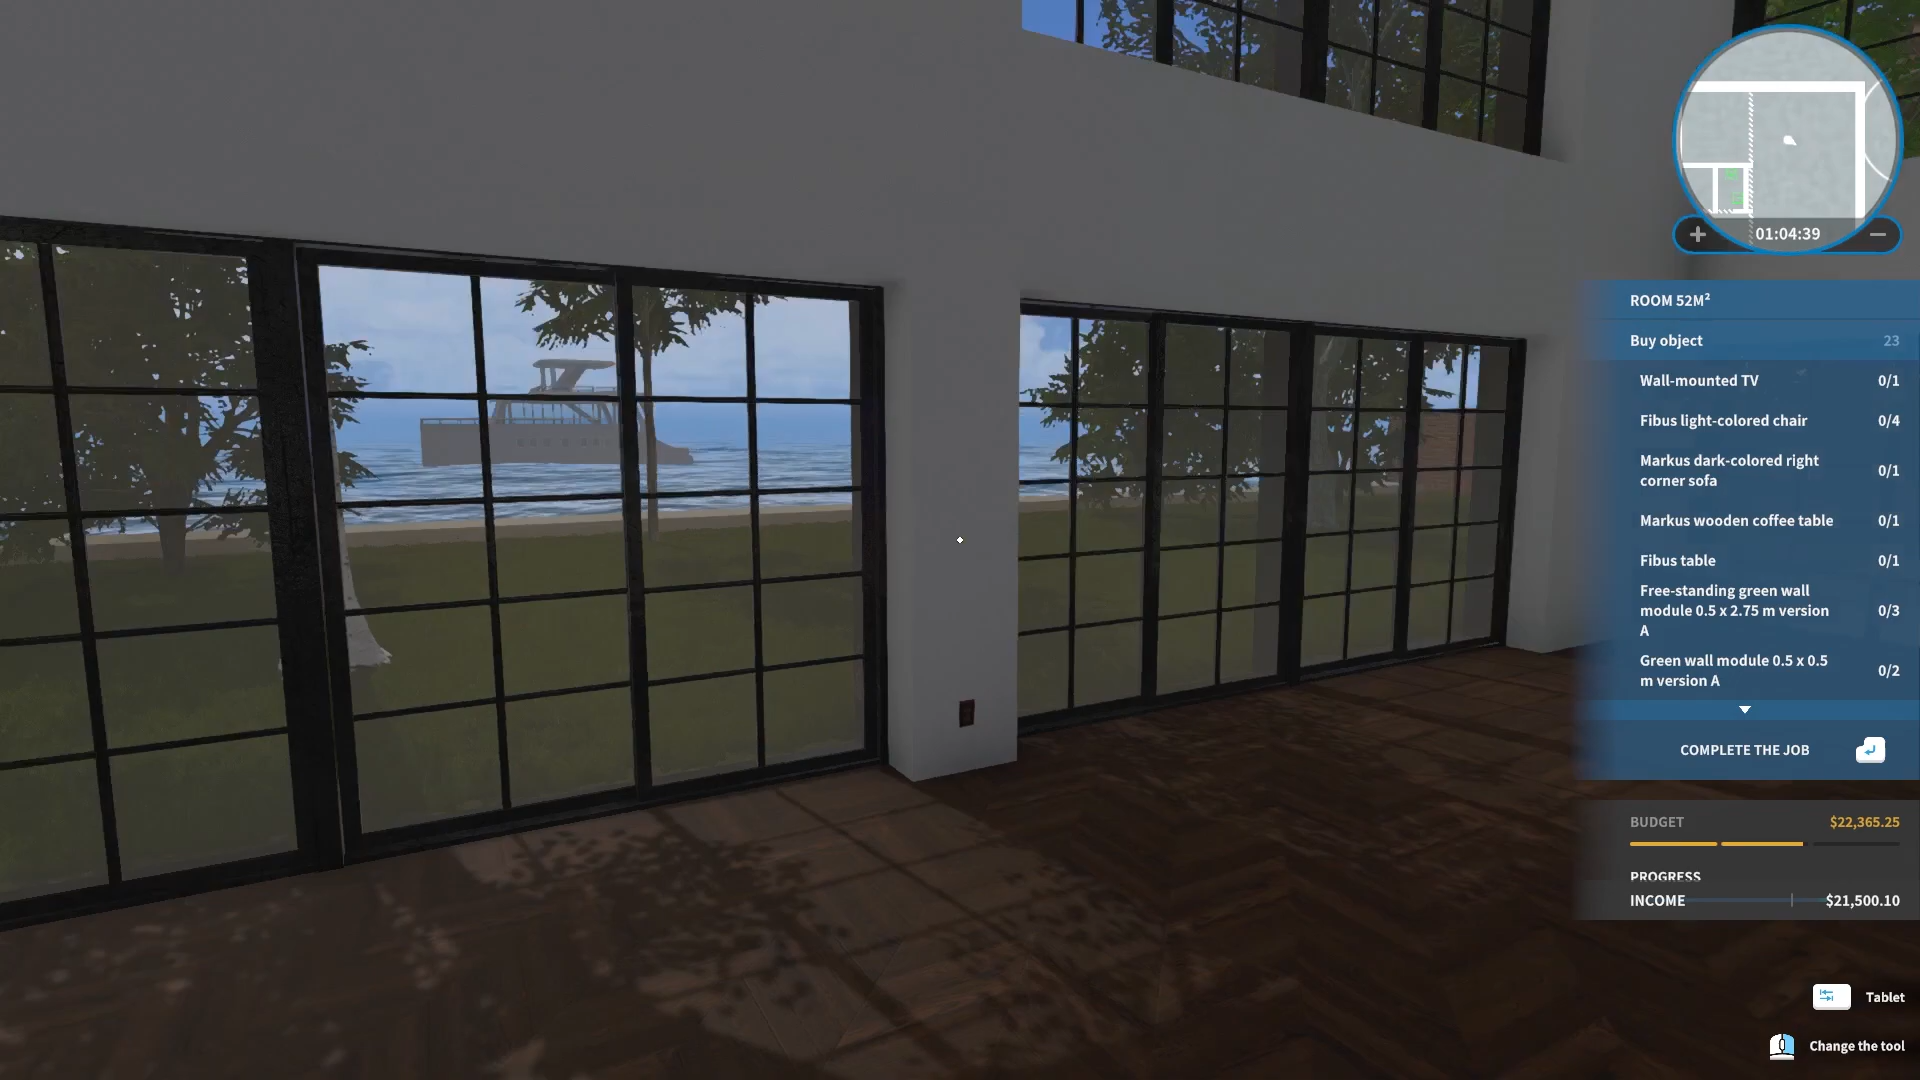 01:04:39
ROOM 52M²
Buy object 23
Wall-mounted TV 0/1
Fibus light-colored chair 0/4
Markus dark-colored right
corner sofa 0/1
Markus wooden coffee table 0/1
Fibus table 0/1
Free-standing green wall
module 0.5 x 2.75 m version 0/3
A
Green wall module 0.5 x 0.5
m version A 0/2
COMPLETE THE JOB
BUDGET $22,365.25
PROGRESS
INCOME $21,500.10
Tablet
Change the tool